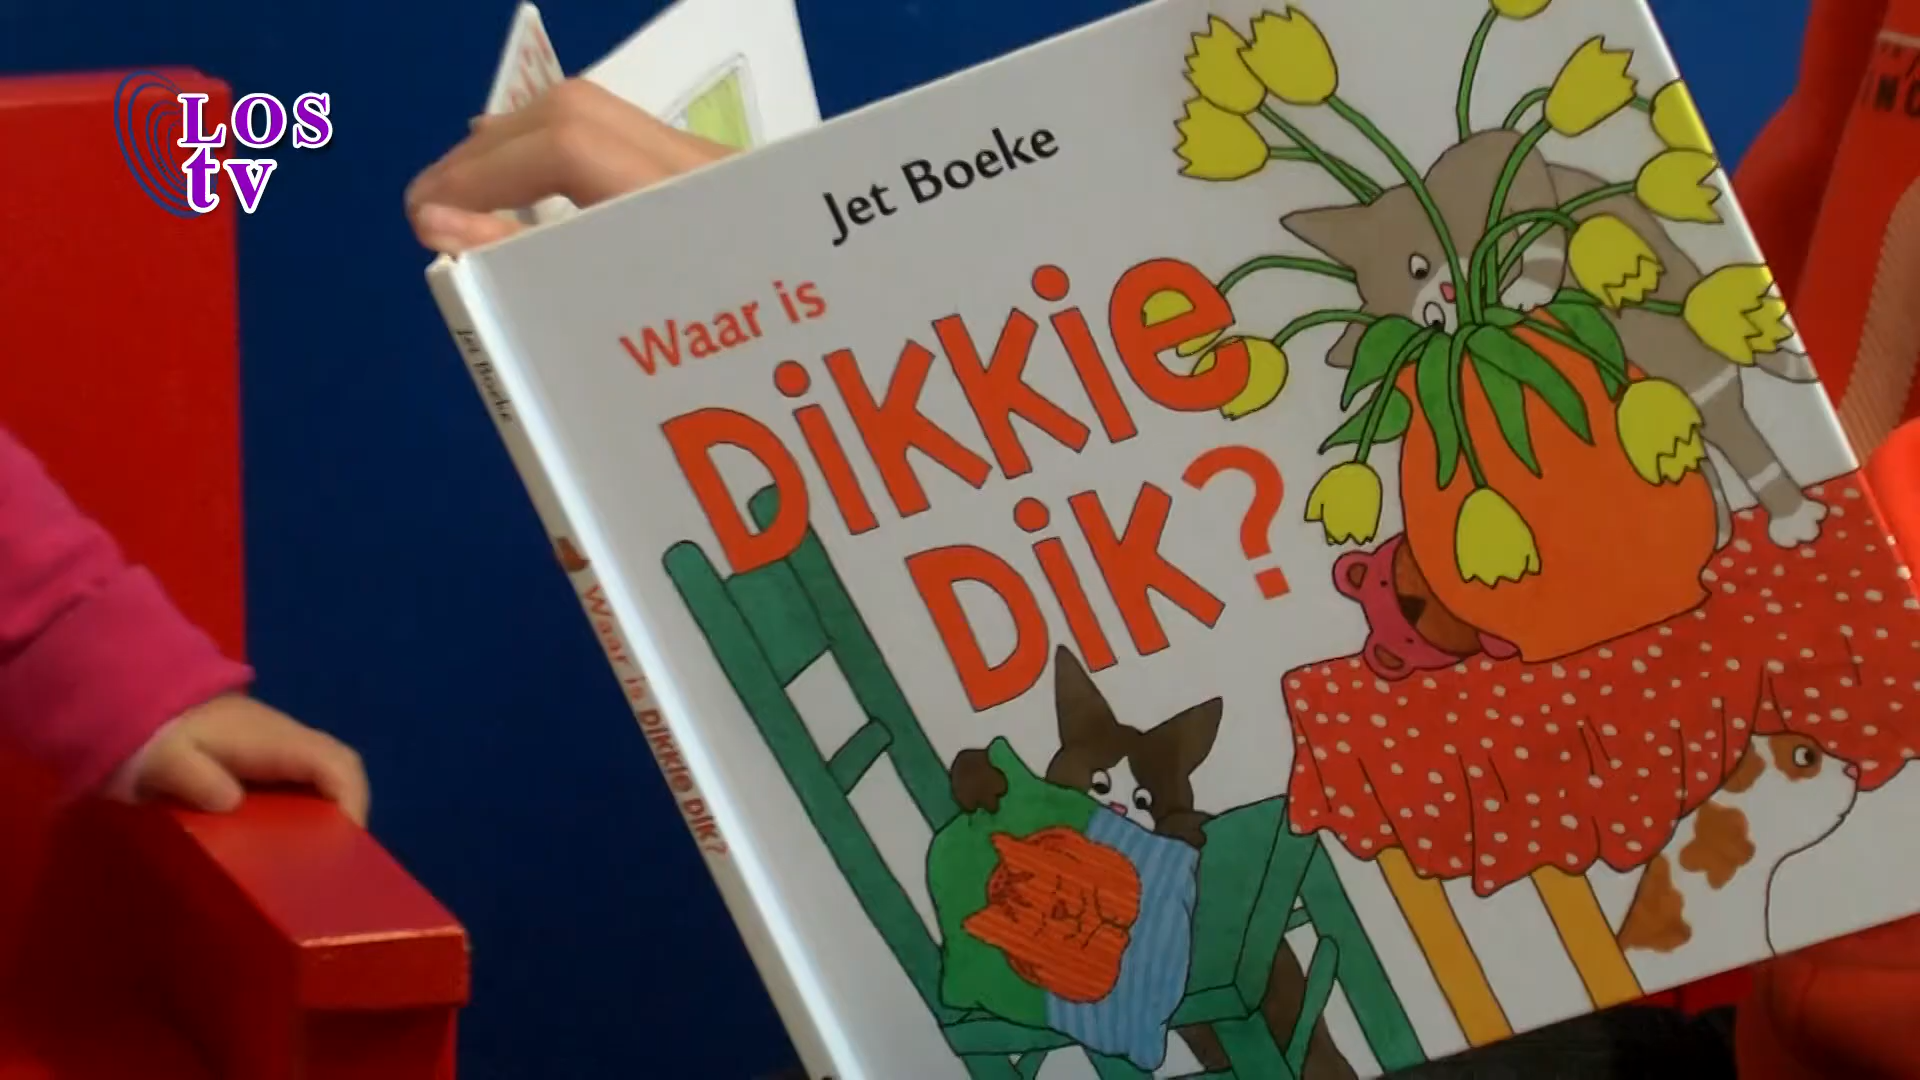 LOS
tv
Jet Boeke
Waar is
DIKKIE
DIK?
Jet Boeke
Waar is DIKKIE DIK?